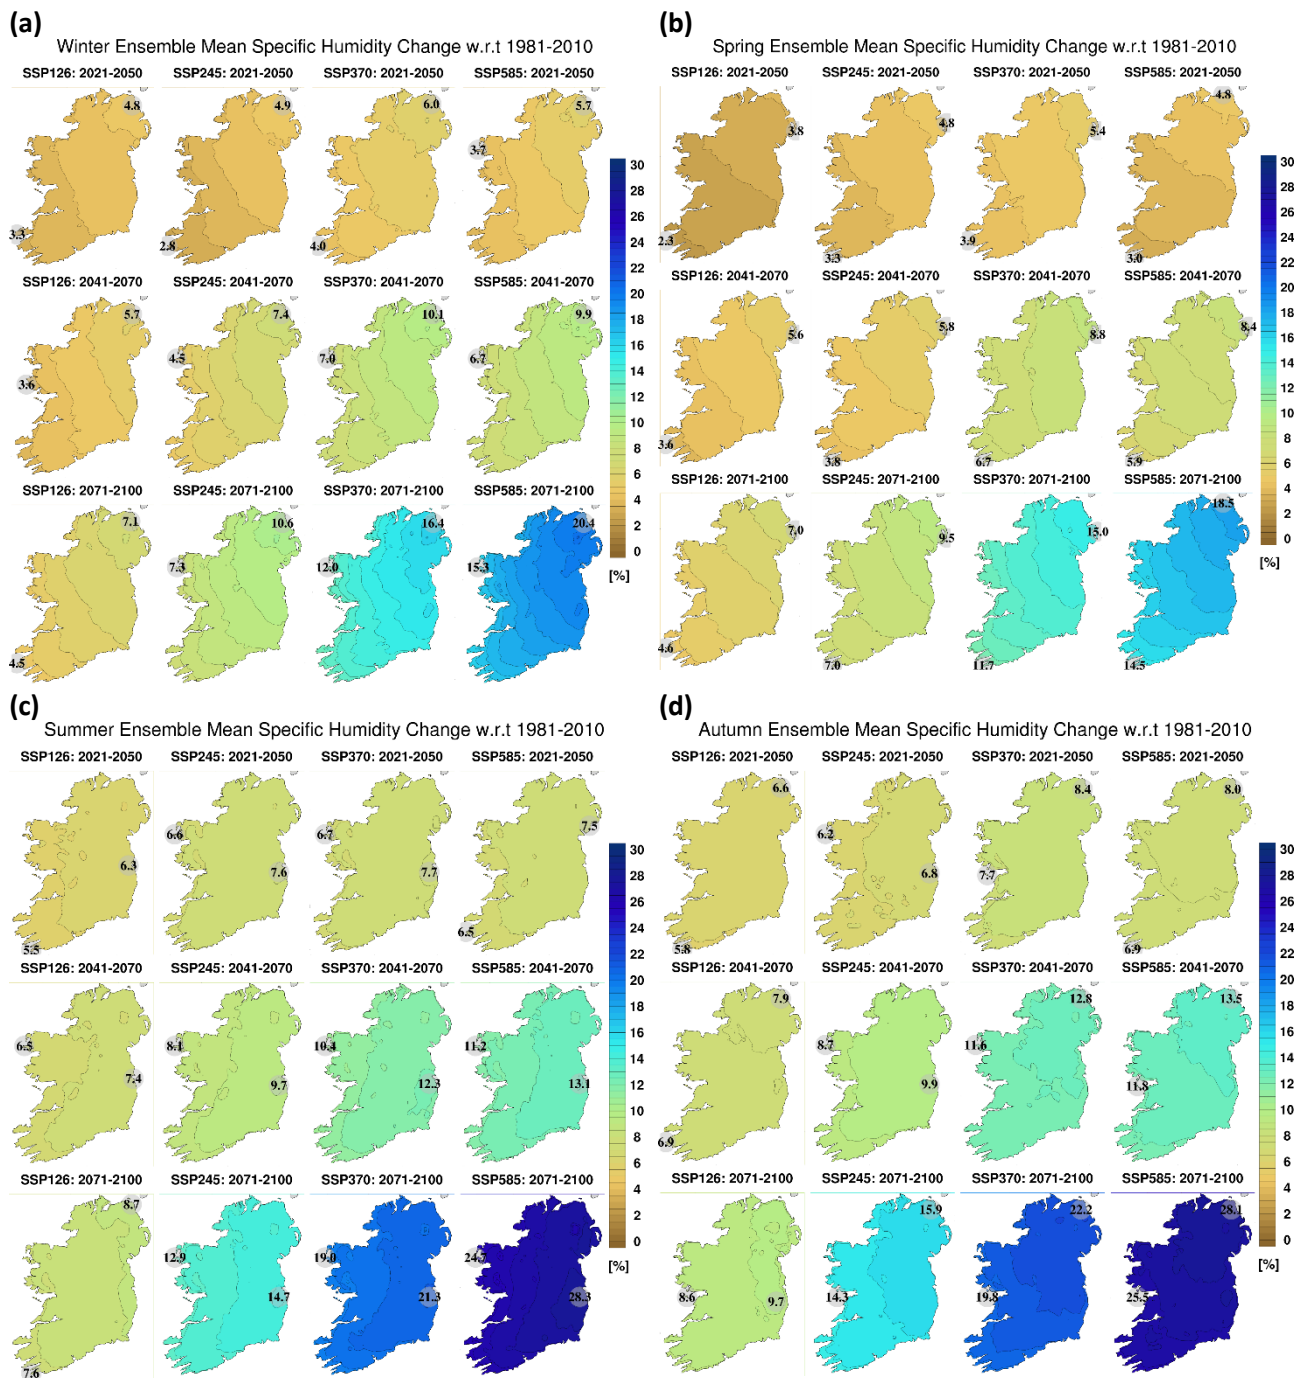 (a)
Winter Ensemble Mean Specific Humidity Change w.r.t 1981-2010
SSP126: 2021-2050 SSP245: 2021-2050 SSP370: 2021-2050 SSP585: 2021-2050
4.8 4.9 6.0 5.7
3.7
3.3 2.8 4.0
SSP126: 2041-2070 SSP245: 2041-2070 SSP370: 2041-2070 SSP585: 2041-2070
5.7 7.4 10.1 9.9
3.6 4.5 7.0 6.7
SSP126: 2071-2100 SSP245: 2071-2100 SSP370: 2071-2100 SSP585: 2071-2100
7.1 10.6 16.4 20.4
7.3 12.0 15.3
4.5
30
28
26
24
22
20
18
16
14
12
10
8
6
4
2
0
[%]
(b)
Spring Ensemble Mean Specific Humidity Change w.r.t 1981-2010
SSP126: 2021-2050 SSP245: 2021-2050 SSP370: 2021-2050 SSP585: 2021-2050
3.8 4.8 5.4 4.8
2.3 3.3 3.9 3.0
SSP126: 2041-2070 SSP245: 2041-2070 SSP370: 2041-2070 SSP585: 2041-2070
5.6 5.8 8.8 8.4
3.6 3.8 6.7 5.9
SSP126: 2071-2100 SSP245: 2071-2100 SSP370: 2071-2100 SSP585: 2071-2100
7.0 9.5 15.0 18.5
4.6 7.0 11.7 14.5
30
28
26
24
22
20
18
16
14
12
10
8
6
4
2
0
[%]
(c)
Summer Ensemble Mean Specific Humidity Change w.r.t 1981-2010
SSP126: 2021-2050 SSP245: 2021-2050 SSP370: 2021-2050 SSP585: 2021-2050
6.6 6.7 7.5
6.3 7.6 7.7
5.5 6.5
SSP126: 2041-2070 SSP245: 2041-2070 SSP370: 2041-2070 SSP585: 2041-2070
6.5 8.1 10.4 11.2
7.4 9.7 12.3 13.1
SSP126: 2071-2100 SSP245: 2071-2100 SSP370: 2071-2100 SSP585: 2071-2100
8.7 12.9 19.0 24.7
14.7 21.3 28.3
7.6
30
28
26
24
22
20
18
16
14
12
10
8
6
4
2
0
[%]
(d)
Autumn Ensemble Mean Specific Humidity Change w.r.t 1981-2010
SSP126: 2021-2050 SSP245: 2021-2050 SSP370: 2021-2050 SSP585: 2021-2050
6.6 6.2 8.4 8.0
6.8 7.7
5.8 6.9
SSP126: 2041-2070 SSP245: 2041-2070 SSP370: 2041-2070 SSP585: 2041-2070
7.9 8.7 12.8 13.5
9.9 11.6 11.8
6.9
SSP126: 2071-2100 SSP245: 2071-2100 SSP370: 2071-2100 SSP585: 2071-2100
15.9 22.2 28.1
8.6 9.7 14.3 19.8 25.5
30
28
26
24
22
20
18
16
14
12
10
8
6
4
2
0
[%]